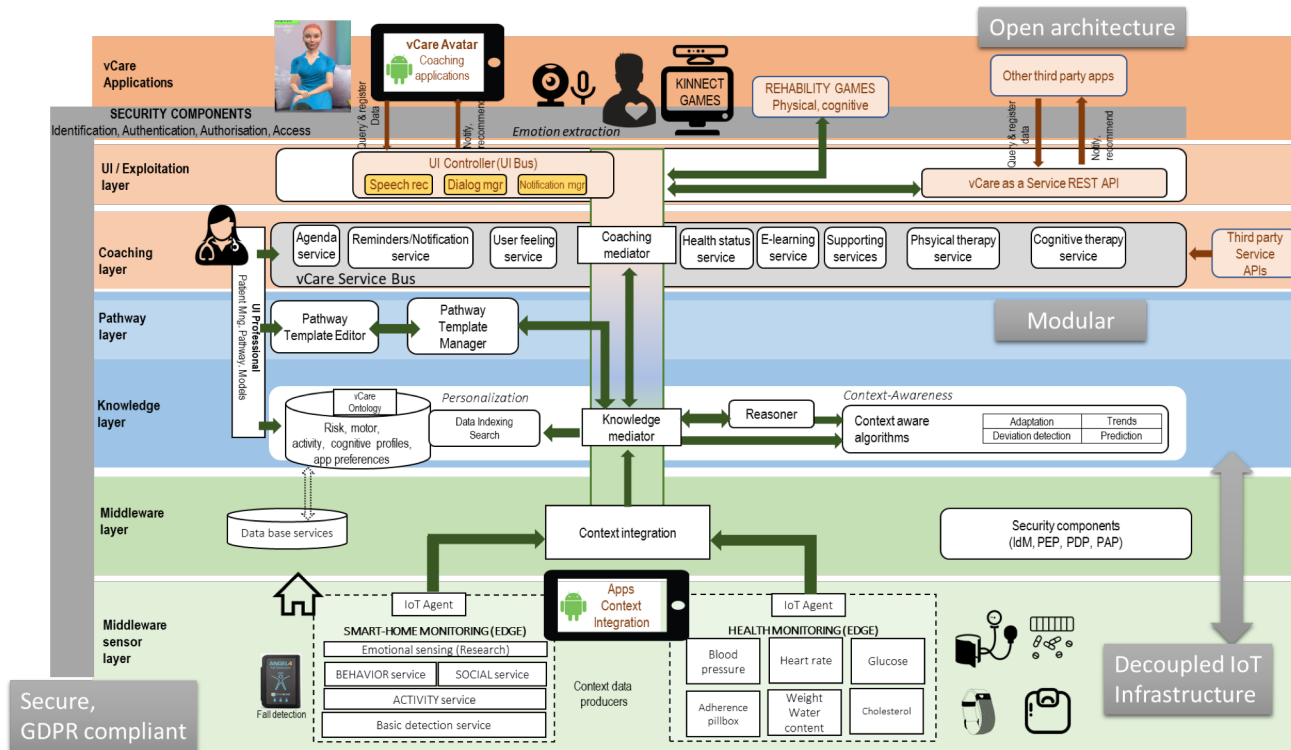 Open architecture
vCare
Applications
vCare Avatar
Coaching
applications
KINNECT
GAMES
REHABILITY GAMES
Physical, cognitive
Other third party apps
SECURITY COMPONENTS
Identification, Authentication, Authorisation, Access
Query & register
Data
Notify,
recommend
Emotion extraction
Query & register
data
Notify,
recommend
UI / Exploitation
layer
UI Controller (UI Bus)
Speech rec
Dialog mgr
Notification mgr
vCare as a Service REST API
Coaching
layer
Agenda
service
Reminders/Notification
service
User feeling
service
Coaching
mediator
Health status
service
E-learning
service
Supporting
services
Phsyical therapy
service
Cognitive therapy
service
Third party
Service
APIs
vCare Service Bus
UI Professional
Patient Mng. Pathway. Models
Pathway
layer
Pathway
Template Editor
Pathway
Template
Manager
Modular
Knowledge
layer
vCare
Ontology
Risk, motor,
activity, cognitive profiles,
app preferences
Personalization
Data Indexing
Search
Knowledge
mediator
Reasoner
Context-Awareness
Context aware
algorithms
Adaptation
Trends
Deviation detection
Prediction
Middleware
layer
Data base services
Context integration
Security components
(IdM, PEP, PDP, PAP)
Middleware
sensor
layer
IoT Agent
Apps
Context
Integration
IoT Agent
SMART-HOME MONITORING (EDGE)
Emotional sensing (Research)
BEHAVIOR service
SOCIAL service
ACTIVITY service
Basic detection service
ANGEL4
Fall detection
Context data
producers
HEALTH MONITORING (EDGE)
Blood
pressure
Heart rate
Glucose
Adherence
pillbox
Weight
Water
content
Cholesterol
Decoupled IoT
Infrastructure
Secure,
GDPR compliant